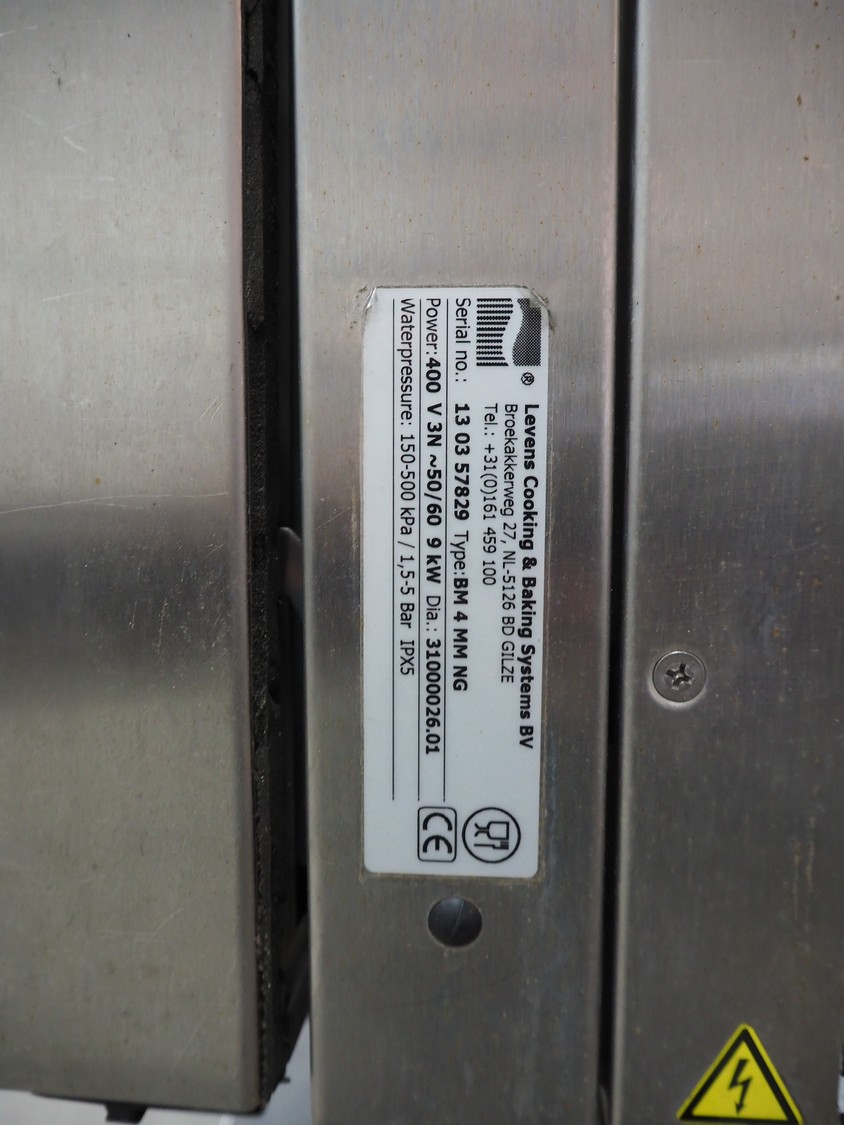 ®
Levens Cooking & Baking Systems BV
Broekakkerweg 27, NL-5126 BD GILZE
Tel.: +31(0)161 459 100
Serial no.: 13 03 57829 Type:BM 4 MM NG
Power:400 V 3N ~50/60 9 kW Dia.: 31000026.01
Waterpressure: 150-500 kPa / 1,5-5 Bar IPX5
CE